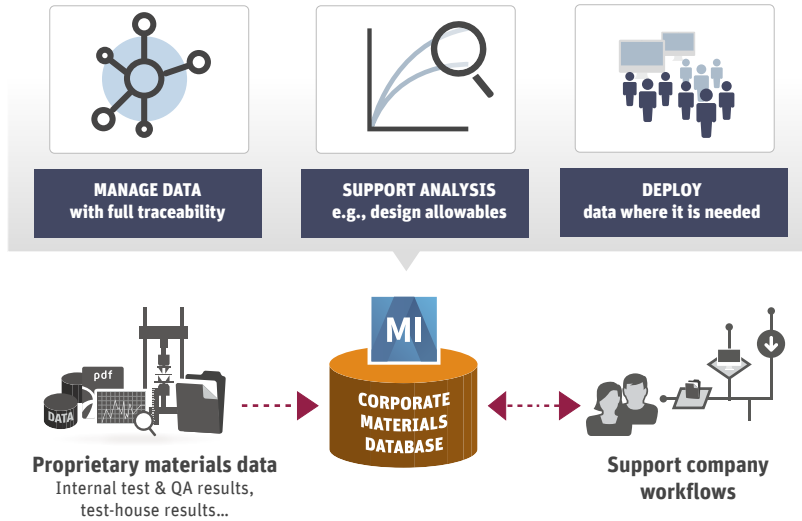 MANAGE DATA
with full traceability
SUPPORT ANALYSIS
e.g., design allowables
DEPLOY
data where it is needed
MI
pdf
DATA
CORPORATE
MATERIALS
DATABASE
Proprietary materials data
Internal test & QA results,
test-house results...
Support company
workflows